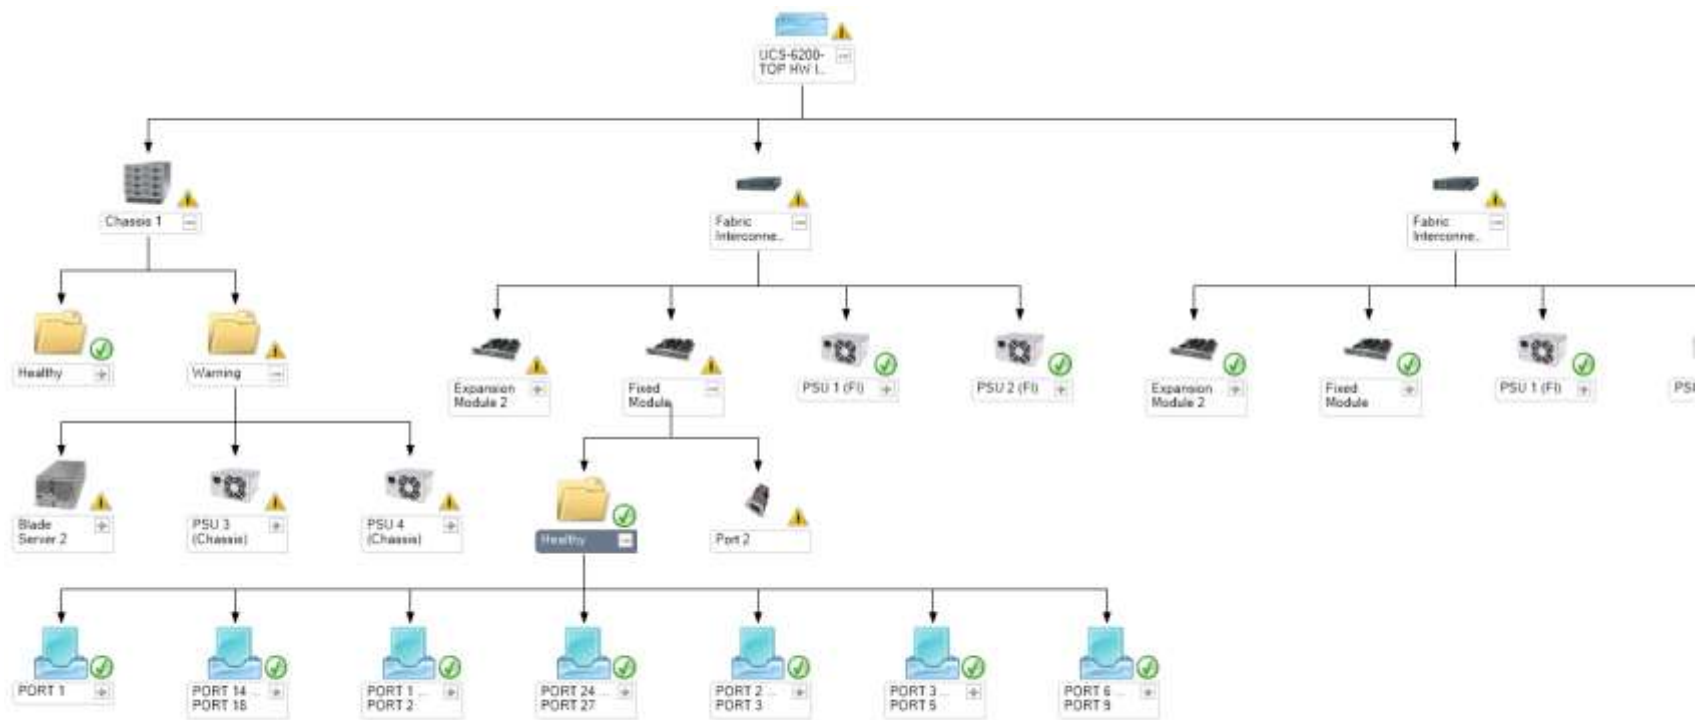 UCS-6200-
TOP HW I...
Chassis 1
Fabric
Interconne..
Fabric
Interconne..
Healthy
Warning
Expansion
Module 2
Fixed
Module
PSU 1 (FI)
PSU 2 (FI)
Expansion
Module 2
Fixed
Module
PSU 1 (FI)
PSU
Blade
Server 2
PSU 3
(Chassis)
PSU 4
(Chassis)
Healthy
Port 2
PORT 1
PORT 14 ...
PORT 18
PORT 1 ...
PORT 2
PORT 24 ...
PORT 27
PORT 2 ...
PORT 3
PORT 3 ...
PORT 5
PORT 6 ...
PORT 9